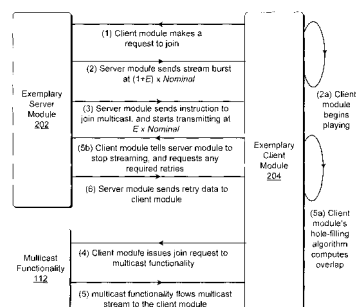 (1) Client module makes a
request to join
(2) Server module sends stream burst
at (1+E) x Nominal
(2a) Client
module
begins
playing
Exemplary
Server
Module
202
(3) Server module sends instruction to
join multicast, and starts transmitting at
E x Nominal
(5b) Client module tells server module to
stop streaming, and requests any
required retries
Exemplary
Client
Module
204
(6) Server module sends retry data to
client module
(5a) Client
module's
hole-filling
algorithm
computes
overlap
Multicast
Functionality
112
(4) Client module issues join request to
multicast functionality
(5) multicast functionality flows multicast
stream to the client module